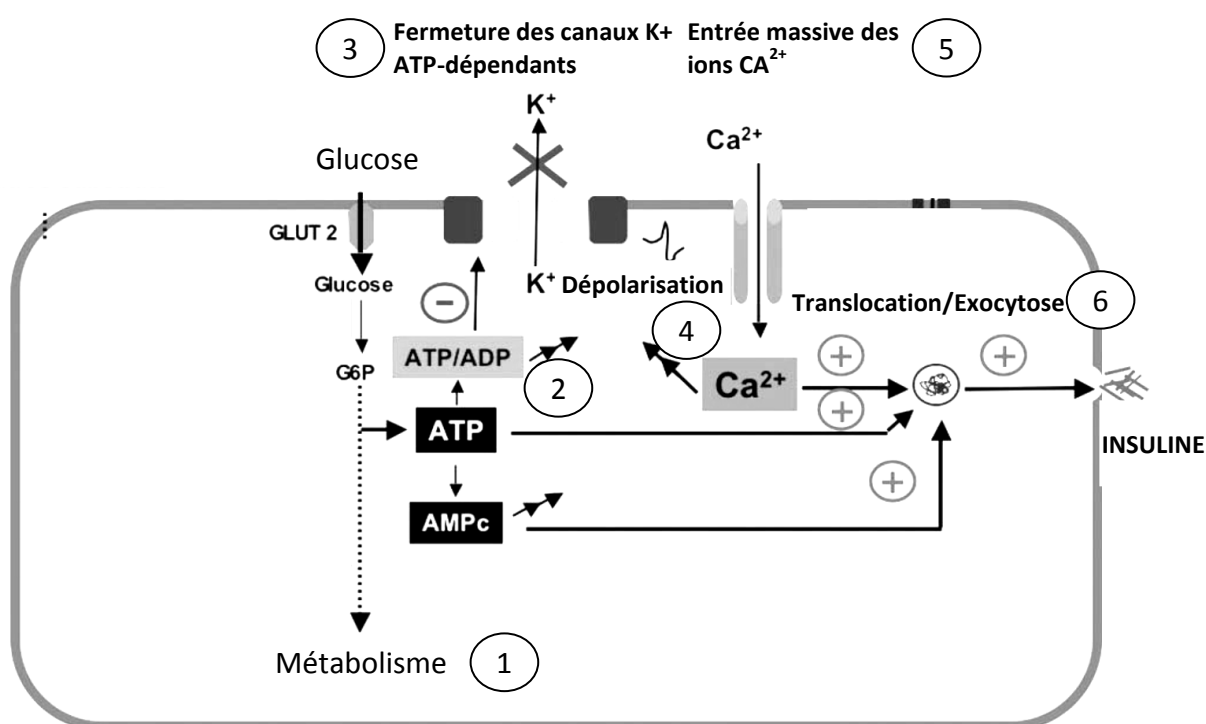 3
Fermeture des canaux K+
ATP-dépendants
Entrée massive des
ions CA²⁺
5
K⁺
Ca²⁺
Glucose
GLUT 2
Glucose
K⁺ Dépolarisation
Translocation/Exocytose
6
−
4
G6P
ATP/ADP
2
Ca²⁺
+
+
+
ATP
INSULINE
+
AMPc
Métabolisme
1